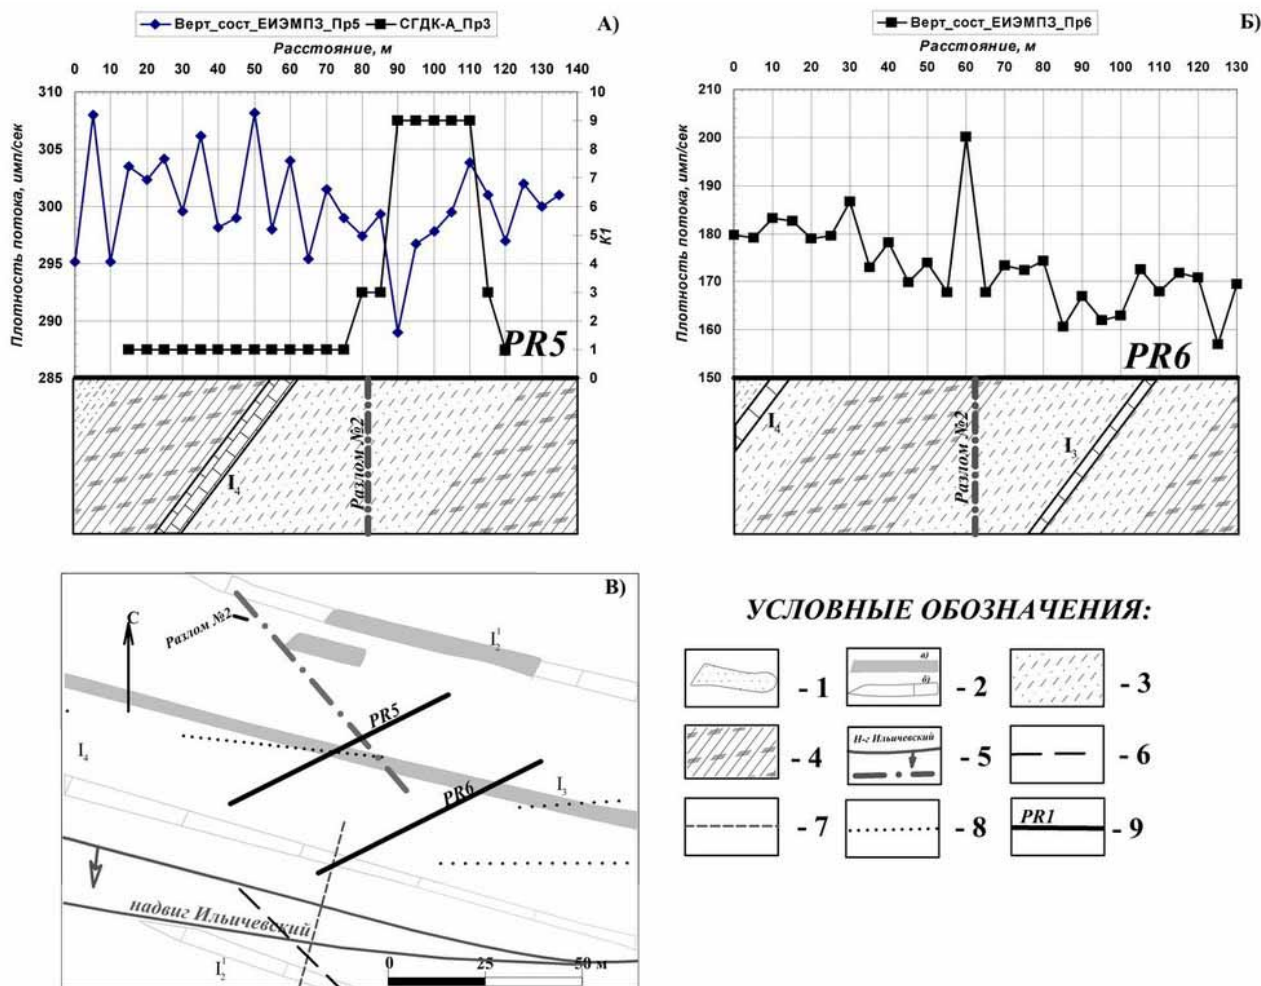 Верт_сост_ЕИЭМПЗ_Пр5 СГДК-А_Пр3
А)
Расстояние, м
0 10 20 30 40 50 60 70 80 90 100 110 120 130 140
310
305
300
295
290
285
Плотность потока, имп/сек
10
9
8
7
6
5
4
3
2
1
0
К1
PR5
I4
Разлом №2
Верт_сост_ЕИЭМПЗ_Пр6
Б)
Расстояние, м
0 10 20 30 40 50 60 70 80 90 100 110 120 130
210
200
190
180
170
160
150
Плотность потока, имп/сек
PR6
I4
Разлом №2
I3
В)
С
Разлом №2
I½
PR5
I4
PR6
I3
надвиг Ильичевский
I½
0 25 50 м
УСЛОВНЫЕ ОБОЗНАЧЕНИЯ:
- 1
а)
б)
- 2
- 3
- 4
Н-г Ильичевский
- 5
- 6
- 7
- 8
PR1
- 9